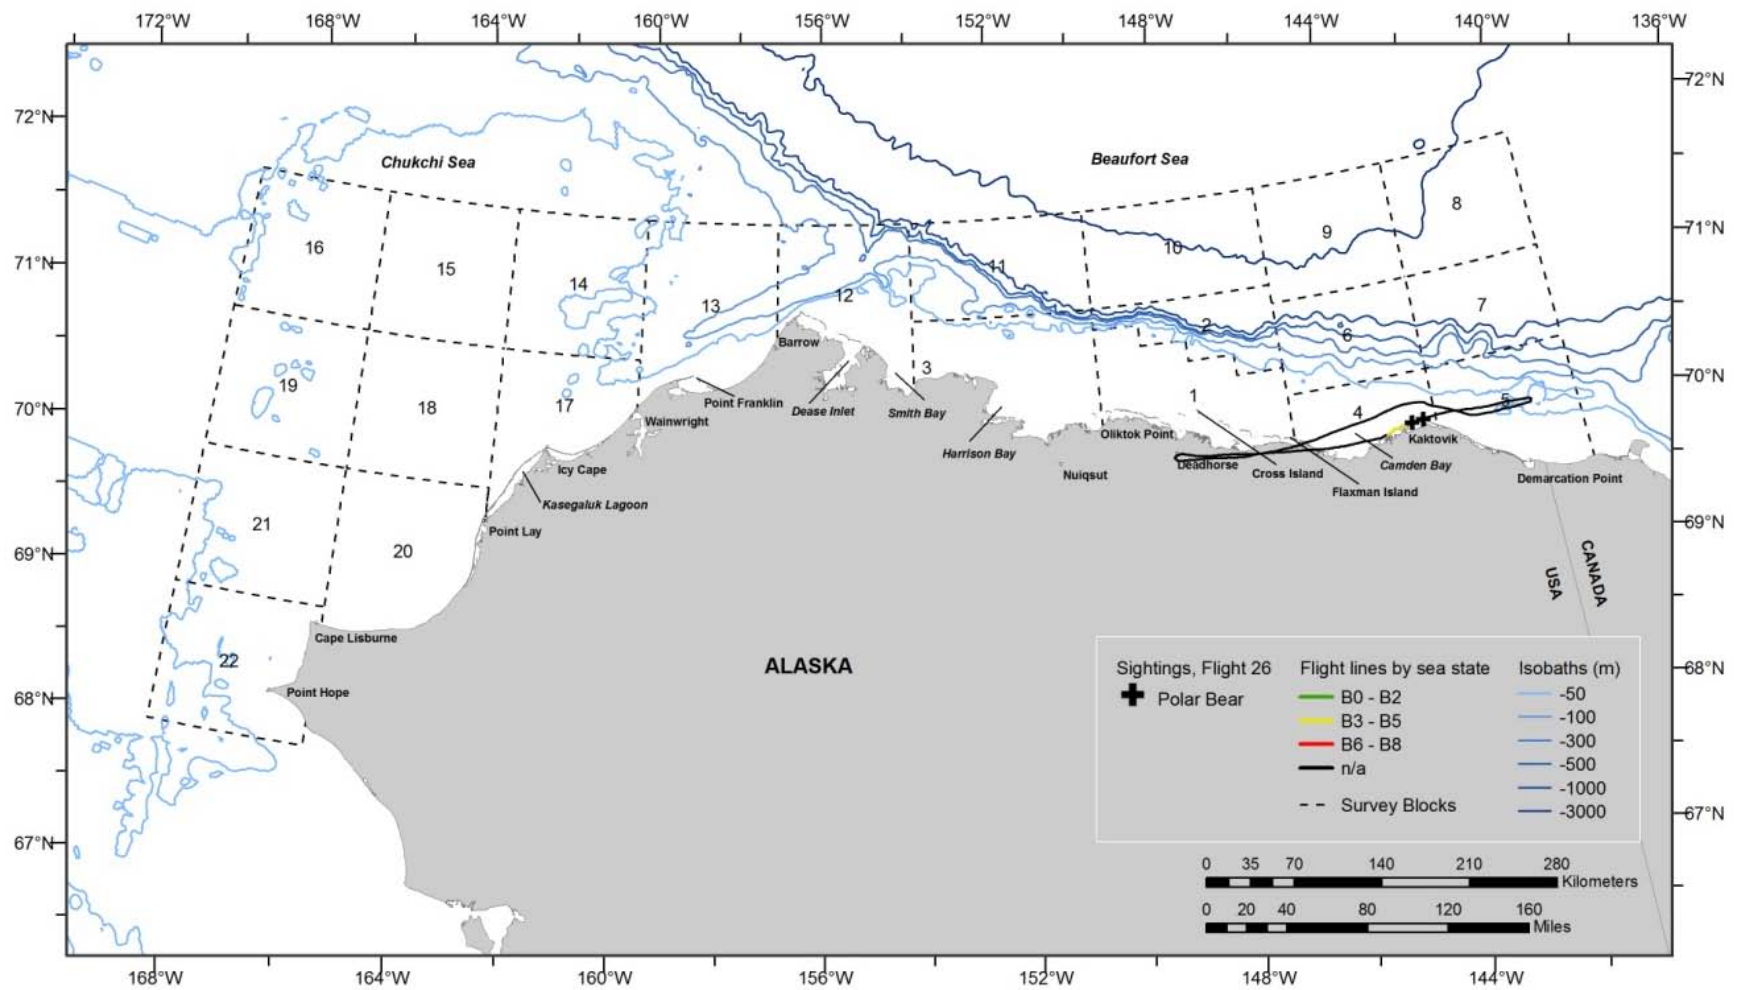 172°W 168°W 164°W 160°W 156°W 152°W 148°W 144°W 140°W 136°W
72°N
72°N
Chukchi Sea
Beaufort Sea
8
9
16
15
10
71°N
71°N
11
14
12
13
7
2
6
Barrow
3
70°N
19
18
17
Point Franklin
Dease Inlet
Smith Bay
1
5
4
70°N
Wainwright
Oliktok Point
Kaktovik
Harrison Bay
Icy Cape
Nuiqsut
Deadhorse
Cross Island
Camden Bay
Demarcation Point
Flaxman Island
Kasegaluk Lagoon
21
Point Lay
69°N
20
69°N
CANADA
USA
Cape Lisburne
22
ALASKA
68°N
Point Hope
68°N
Sightings, Flight 26
Polar Bear
Flight lines by sea state
B0 - B2
B3 - B5
B6 - B8
n/a
Survey Blocks
Isobaths (m)
-50
-100
-300
-500
-1000
-3000
67°N
67°N
0 35 70 140 210 280
Kilometers
0 20 40 80 120 160
Miles
168°W 164°W 160°W 156°W 152°W 148°W 144°W